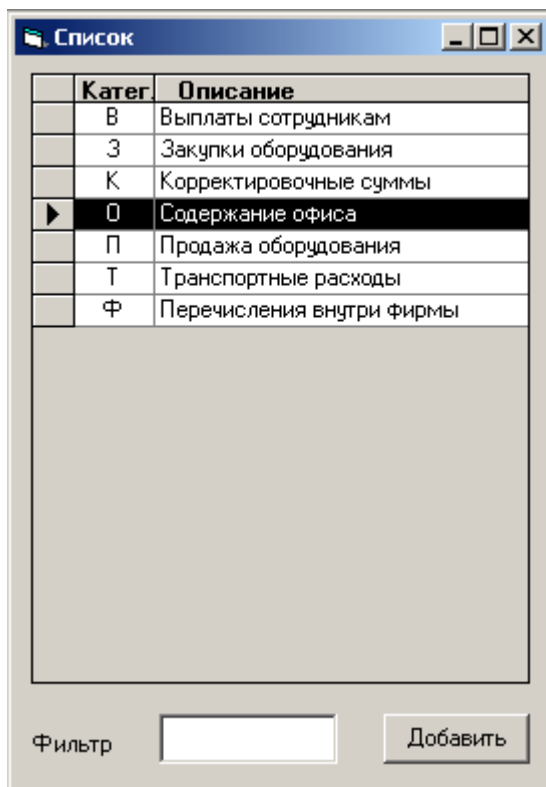 Список
Катег. Описание
В Выплаты сотрудникам
З Закупки оборудования
К Корректировочные суммы
О Содержание офиса
П Продажа оборудования
Т Транспортные расходы
Ф Перечисления внутри фирмы
Фильтр Добавить